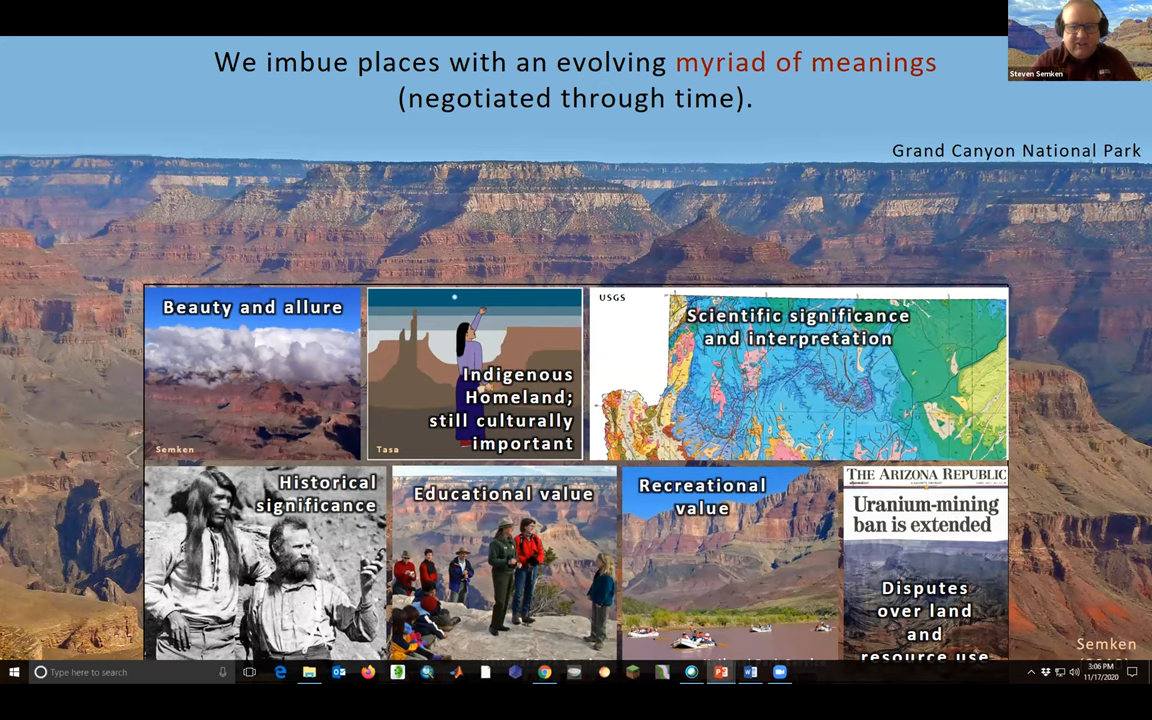 We imbue places with an evolving myriad of meanings
(negotiated through time).
Steven Semken
Grand Canyon National Park
Beauty and allure
Semken
Indigenous
Homeland;
still culturally
important
Tasa
USGS
Scientific significance
and interpretation
Historical
significance
Educational value
Recreational
value
THE ARIZONA REPUBLIC
Uranium-mining
ban is extended
Disputes
over land
and
resource use
Semken
Type here to search
3:06 PM
11/17/2020